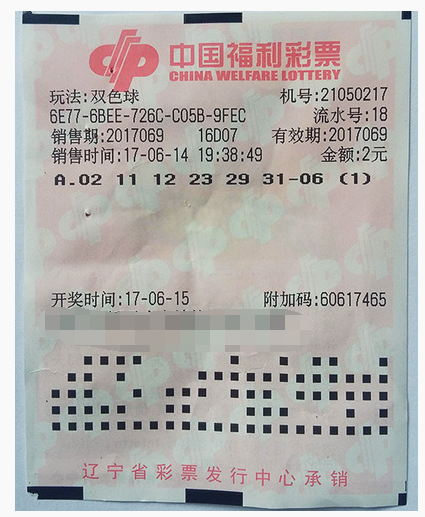 中国福利彩票
CHINA WELFARE LOTTERY
玩法:双色球 机号:21050217
6E77-6BEE-726C-C05B-9FEC 流水号:18
销售期:2017069 16D07 有效期:2017069
销售时间:17-06-14 19:38:49 金额:2元
A.02 11 12 23 29 31-06 (1)
开奖时间:17-06-15 附加码:60617465
辽宁省彩票发行中心承销